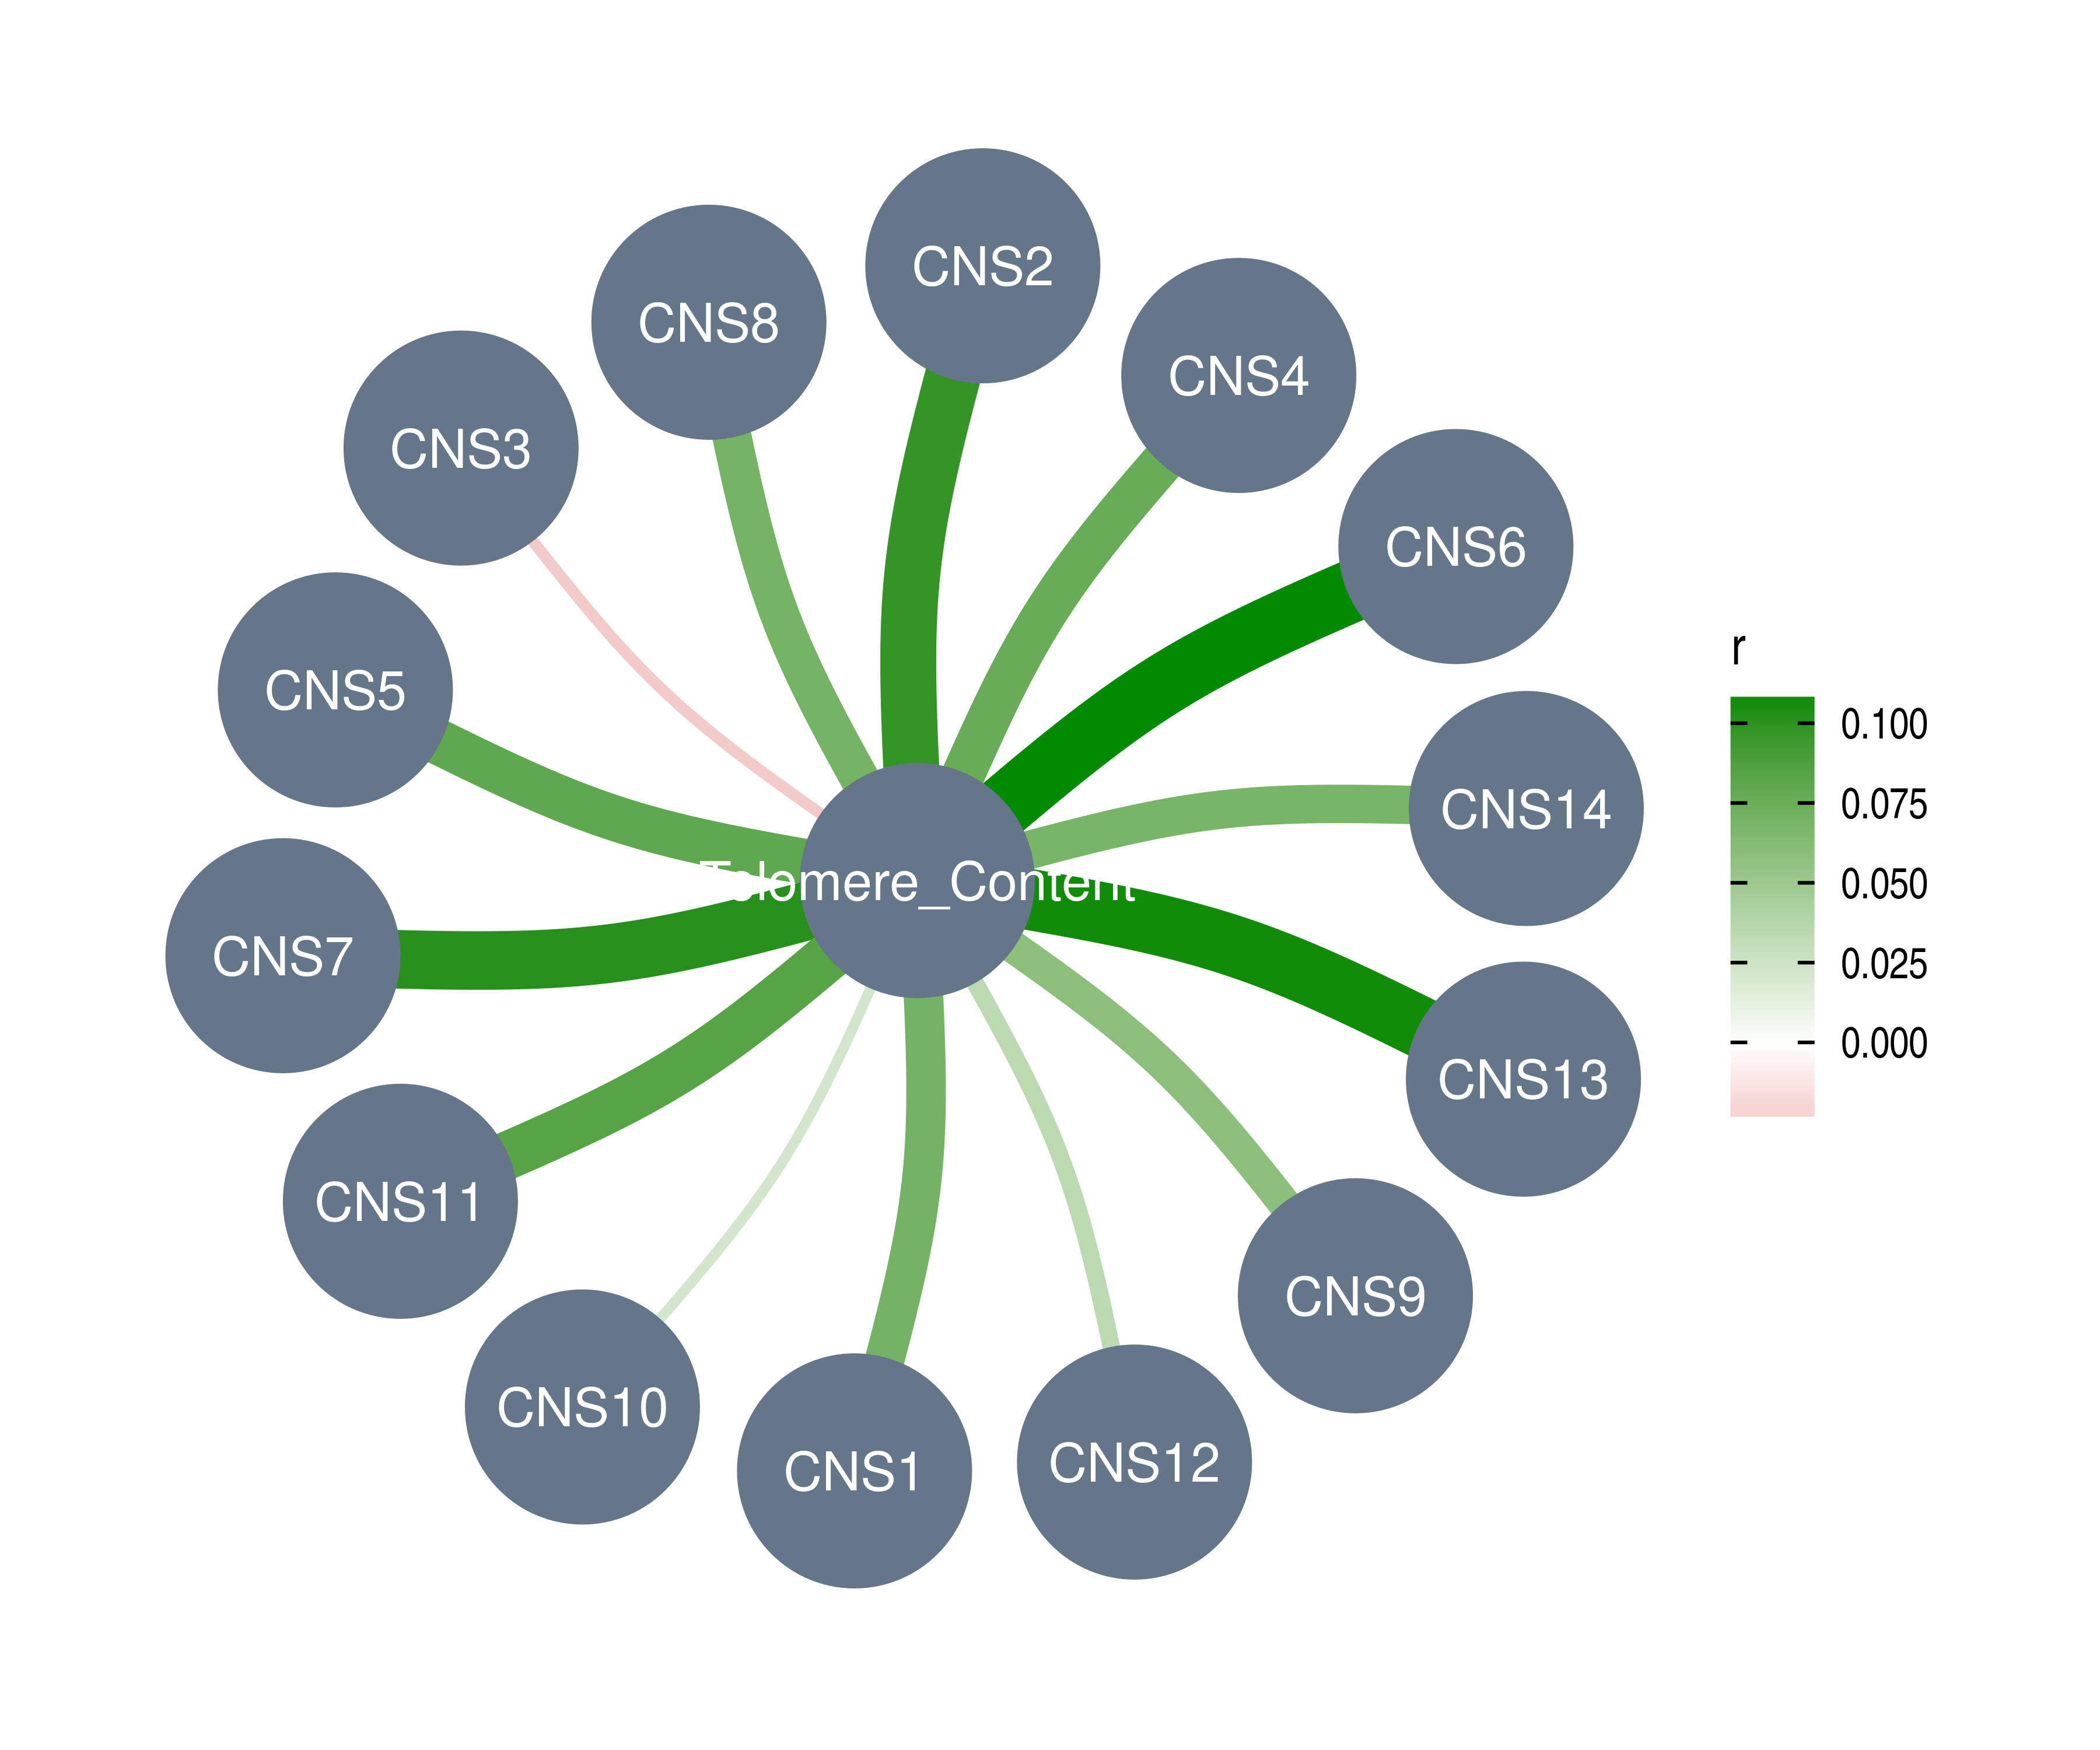 CNS2
CNS8
CNS4
CNS3
CNS6
CNS5
CNS14
Telomere_Content
CNS7
CNS13
CNS11
CNS9
CNS10
CNS12
CNS1
r
0.100
0.075
0.050
0.025
0.000